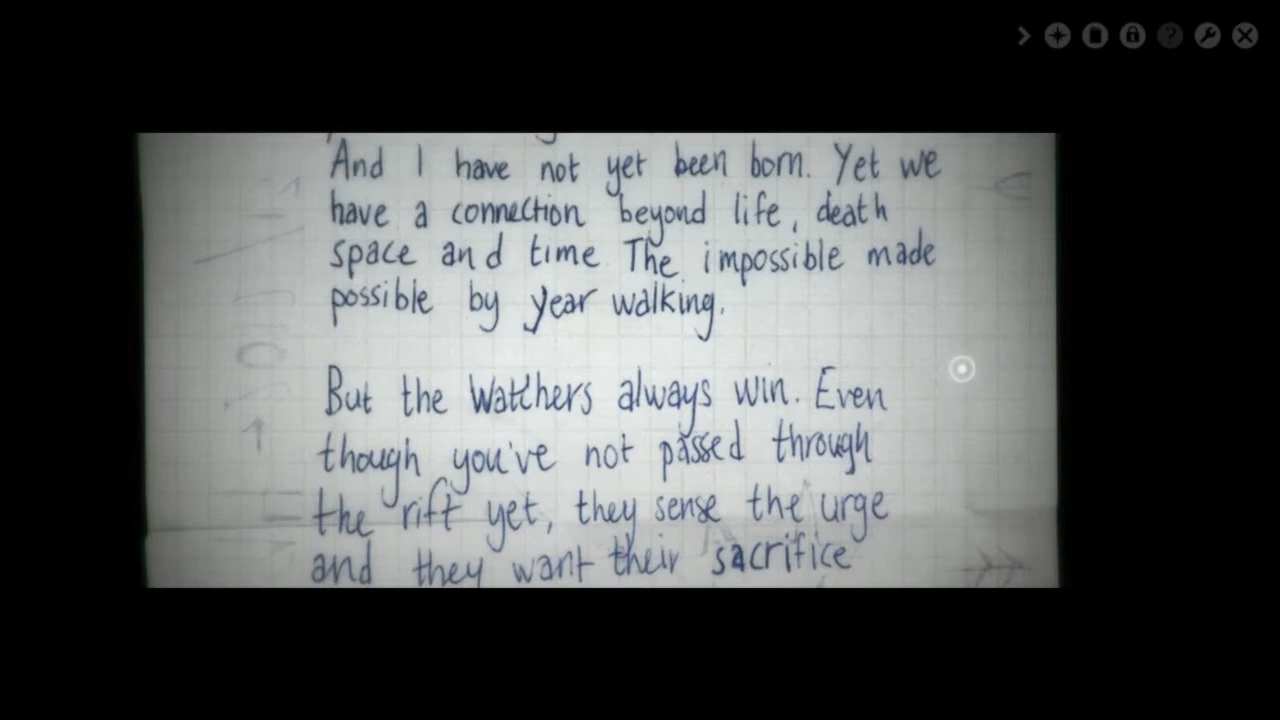 And I have not yet been born. Yet we
have a connection beyond life, death
space and time. The impossible made
possible by year walking.
But the Watchers always win. Even
though you've not passed through
the rift yet, they sense the urge
and they want their sacrifice